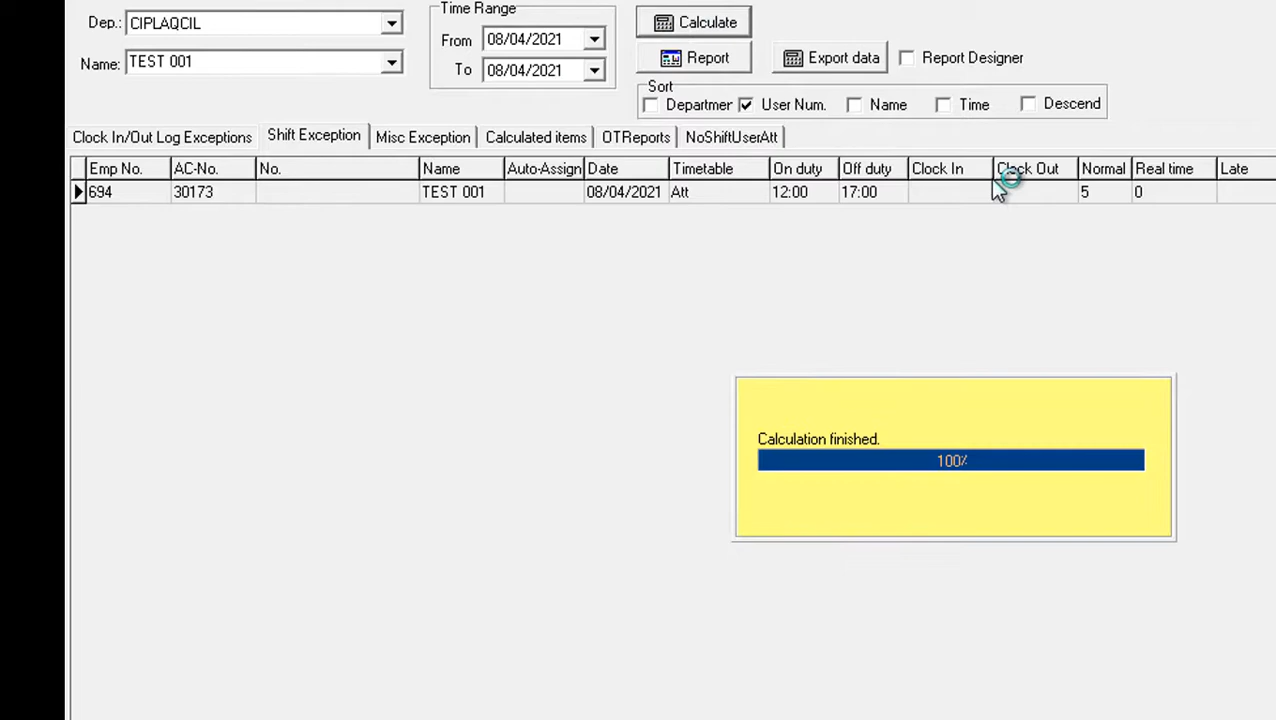 Dep.: CIPLAQCIL
Name: TEST 001
Time Range
From 08/04/2021
To 08/04/2021
Calculate
Report
Export data
Report Designer
Sort
Departmer User Num. Name Time Descend
Clock In/Out Log Exceptions Shift Exception Misc Exception Calculated items OTReports NoShiftUserAtt
Emp No. AC-No. No. Name Auto-Assign Date Timetable On duty Off duty Clock In Clock Out Normal Real time Late
694 30173 TEST 001 08/04/2021 Att 12:00 17:00 5 0
Calculation finished.
100%